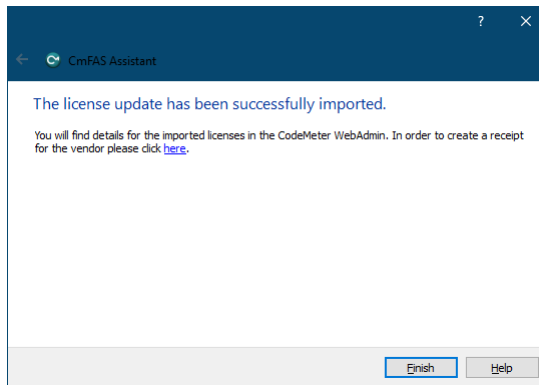 ?
CmFAS Assistant
The license update has been successfully imported.
You will find details for the imported licenses in the CodeMeter WebAdmin. In order to create a receipt
for the vendor please click here.
Finish Help